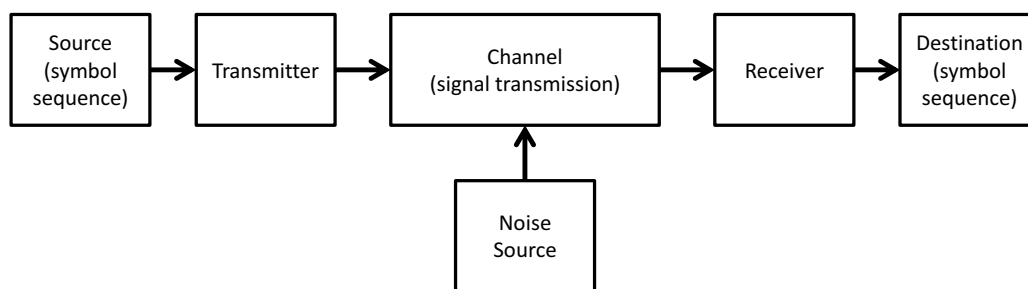 Source
(symbol
sequence)
Transmitter
Channel
(signal transmission)
Receiver
Destination
(symbol
sequence)
Noise
Source